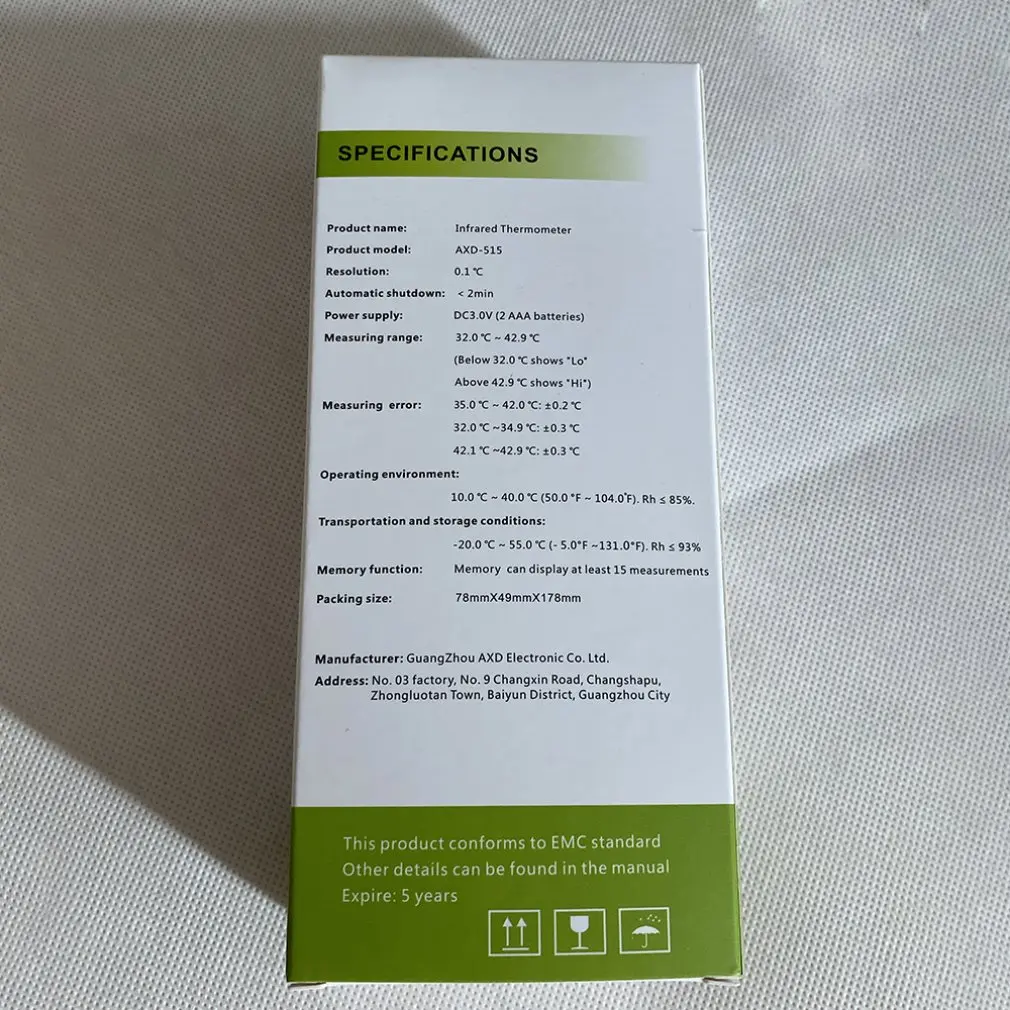 SPECIFICATIONS
Product name: Infrared Thermometer
Product model: AXD-515
Resolution: 0.1 ℃
Automatic shutdown: < 2min
Power supply: DC3.0V (2 AAA batteries)
Measuring range: 32.0 ℃ ~ 42.9 ℃
(Below 32.0 ℃ shows "Lo"
Above 42.9 ℃ shows "Hi")
Measuring error: 35.0 ℃ ~ 42.0 ℃: ±0.2 ℃
32.0 ℃ ~34.9 ℃: ±0.3 ℃
42.1 ℃ ~42.9℃: ±0.3 ℃
Operating environment:
10.0 ℃ ~ 40.0 ℃ (50.0 °F ~ 104.0°F). Rh ≤ 85%.
Transportation and storage conditions:
-20.0 ℃ ~ 55.0 ℃ (- 5.0°F ~131.0°F). Rh ≤ 93%
Memory function: Memory can display at least 15 measurements
Packing size: 78mmX49mmX178mm
Manufacturer: GuangZhou AXD Electronic Co. Ltd.
Address: No. 03 factory, No. 9 Changxin Road, Changshapu,
Zhongluotan Town, Baiyun District, Guangzhou City
This product conforms to EMC standard
Other details can be found in the manual
Expire: 5 years